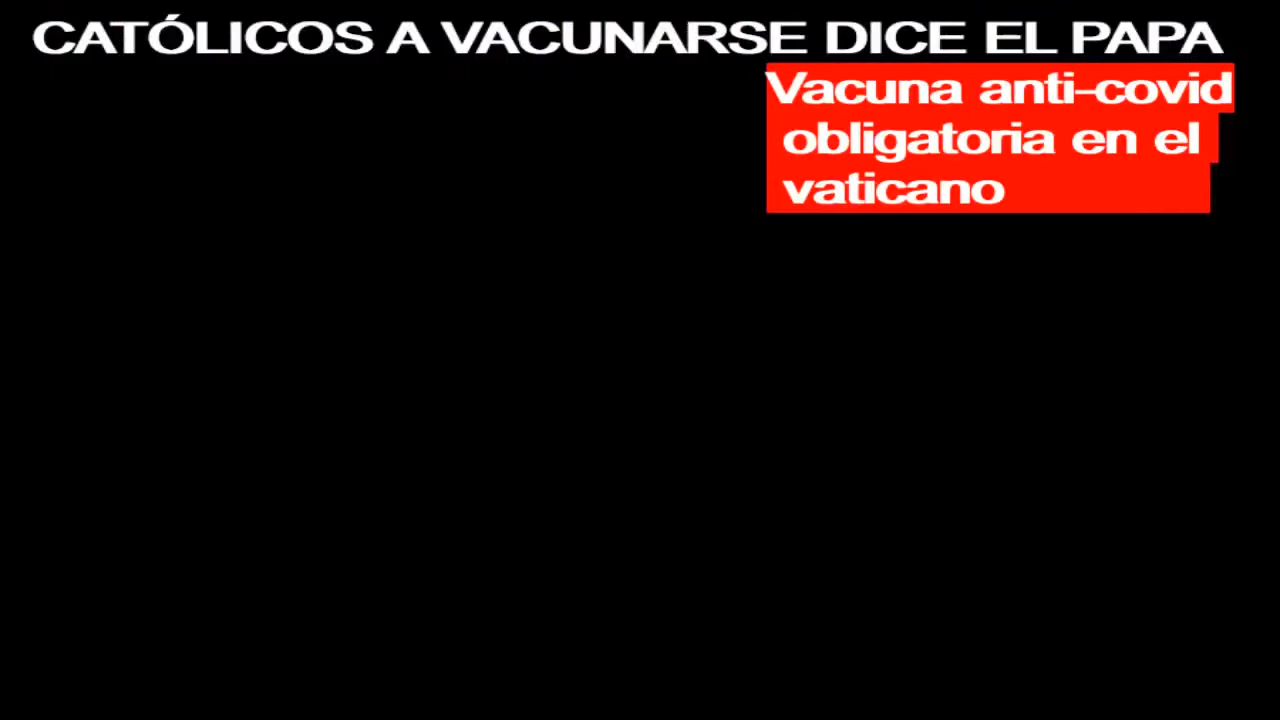 CATÓLICOS A VACUNARSE DICE EL PAPA
Vacuna anti-covid
obligatoria en el
vaticano